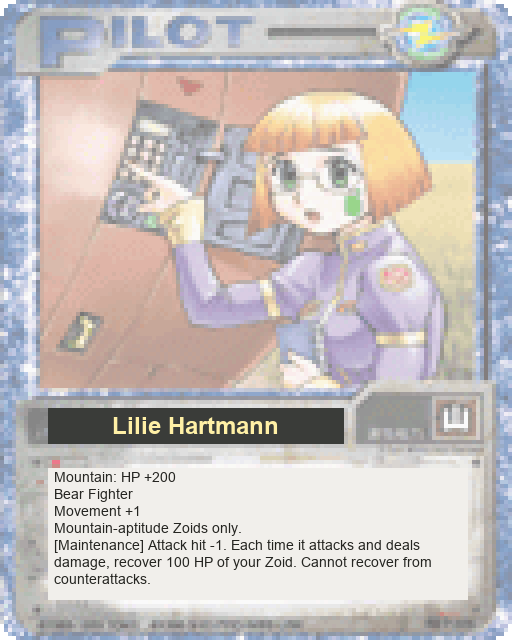 PILOT
Lilie Hartmann
Mountain: HP +200
Bear Fighter
Movement +1
Mountain-aptitude Zoids only.
[Maintenance] Attack hit -1. Each time it attacks and deals
damage, recover 100 HP of your Zoid. Cannot recover from
counterattacks.